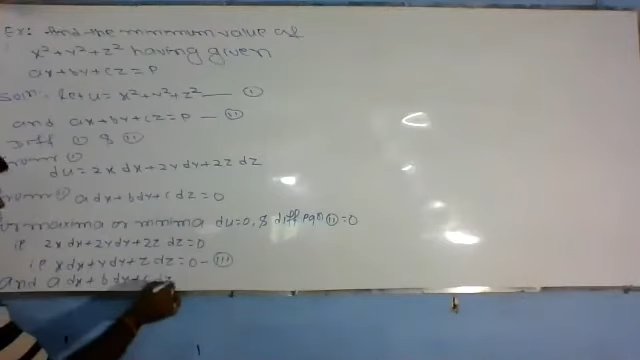 Ex: find the minimum value of
x²+y²+z² having given
ax+by+cz=P
Soln. Let u = x²+y²+z² — (I)
and ax+by+cz=P — (II)
Diff (I) & (II)
from (I)
du = 2x dx + 2y dy + 2z dz
from (II) a dx + b dy + c dz = 0
For maxima or minima du=0, & diff eqn (II) = 0
if 2x dx + 2y dy + 2z dz = 0
if x dx + y dy + z dz = 0 — (III)
and a dx + b dy + c dz